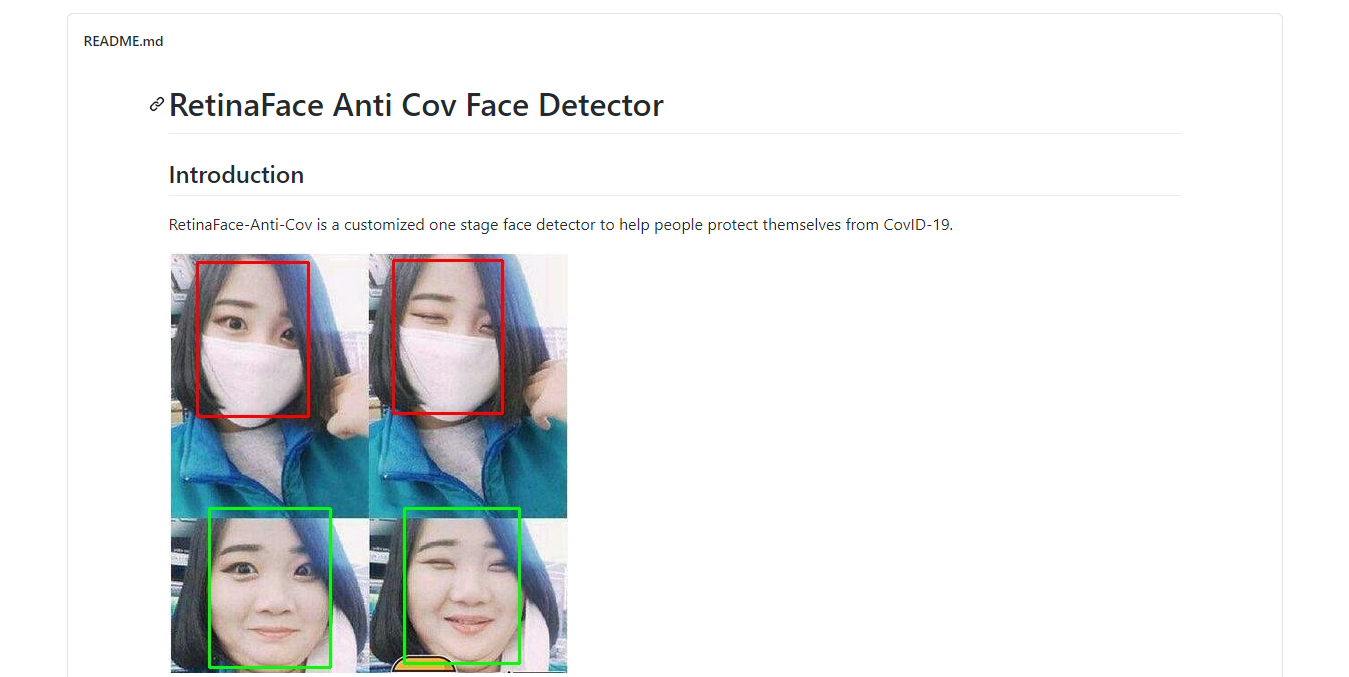 README.md
RetinaFace Anti Cov Face Detector
Introduction
RetinaFace-Anti-Cov is a customized one stage face detector to help people protect themselves from CovID-19.